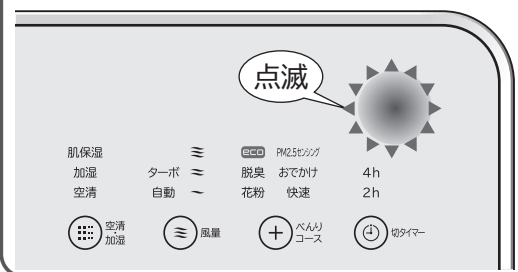 点滅
肌保湿 eco PM2.5センシング
加湿 ターボ 脱臭 おでかけ 4h
空清 自動 花粉 快速 2h
空清 加湿 風量 べんり コース 切タイマー